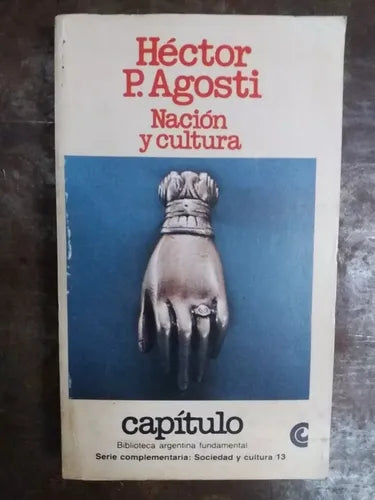 Héctor
P. Agosti
Nación
y cultura
capítulo
Biblioteca argentina fundamental
Serie complementaria: Sociedad y cultura/13